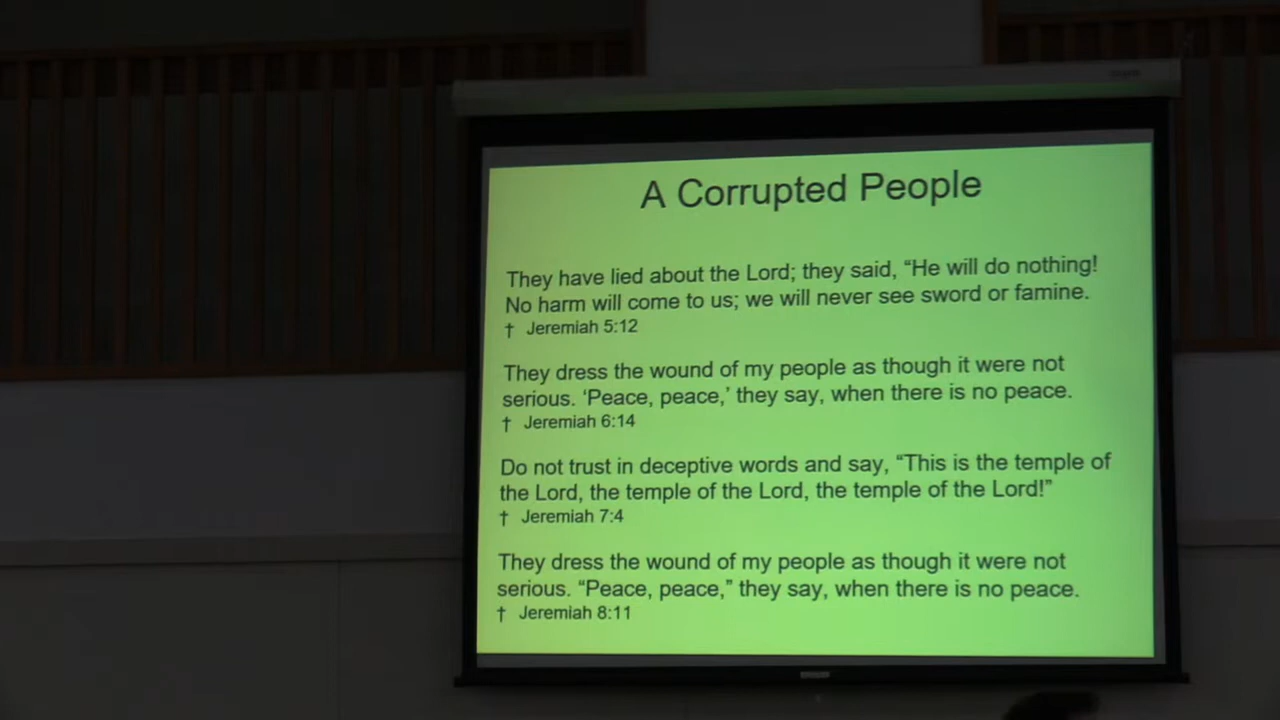 A Corrupted People
They have lied about the Lord; they said, “He will do nothing!
No harm will come to us; we will never see sword or famine.
† Jeremiah 5:12
They dress the wound of my people as though it were not
serious. ‘Peace, peace,’ they say, when there is no peace.
† Jeremiah 6:14
Do not trust in deceptive words and say, “This is the temple of
the Lord, the temple of the Lord, the temple of the Lord!”
† Jeremiah 7:4
They dress the wound of my people as though it were not
serious. “Peace, peace,” they say, when there is no peace.
† Jeremiah 8:11